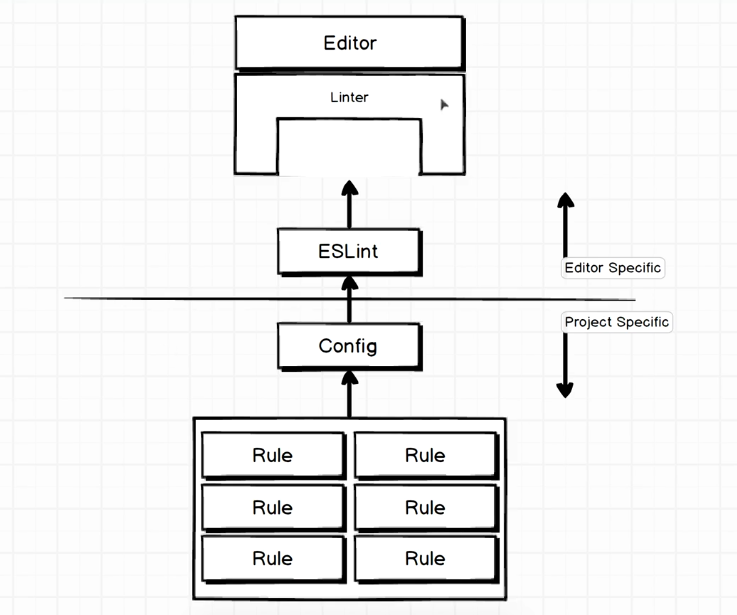 Editor
Linter
ESLint
Editor Specific
Project Specific
Config
Rule
Rule
Rule
Rule
Rule
Rule